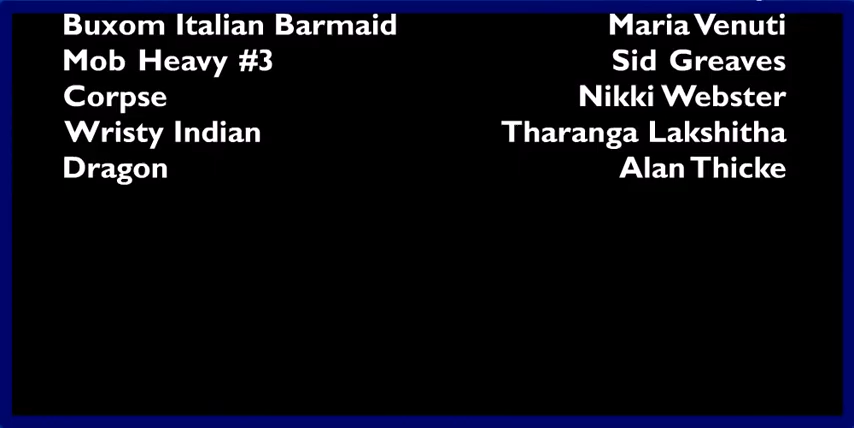 Buxom Italian Barmaid Maria Venuti
Mob Heavy #3 Sid Greaves
Corpse Nikki Webster
Wristy Indian Tharanga Lakshitha
Dragon Alan Thicke